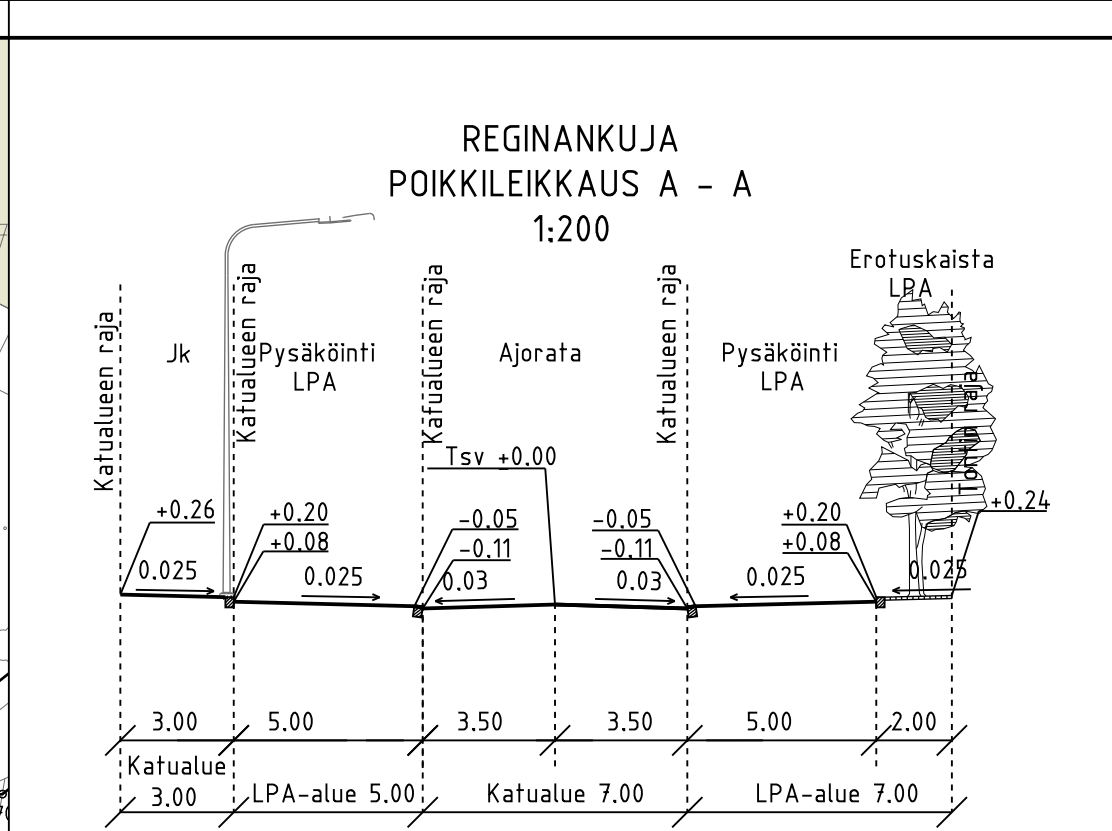 REGINANKUJA
POIKKILEIKKAUS A - A
1:200
Erotuskaista
LPA
Katualueen raja
Jk
Katualueen raja
Pysäköinti
LPA
Katualueen raja
Ajorata
Katualueen raja
Pysäköinti
LPA
Tontin raja
Tsv +0.00
+0.26
+0.20
+0.08
-0.05
-0.11
-0.05
-0.11
+0.20
+0.08
+0.24
0.025
0.025
0.03
0.03
0.025
0.025
3.00
5.00
3.50
3.50
5.00
2.00
Katualue
3.00
LPA-alue 5.00
Katualue 7.00
LPA-alue 7.00